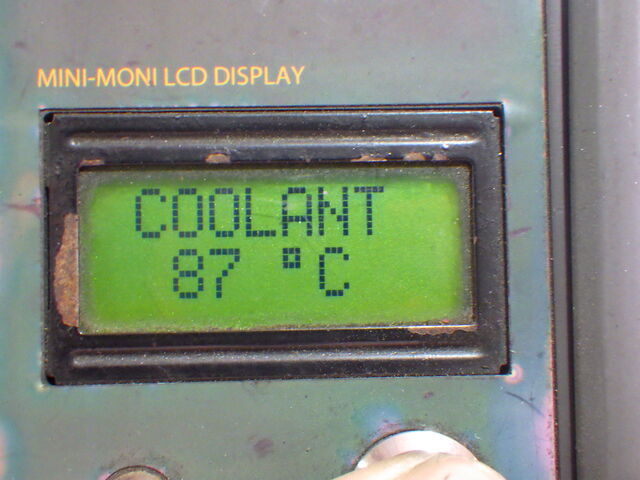 MINI-MONI LCD DISPLAY
COOLANT
87 °C